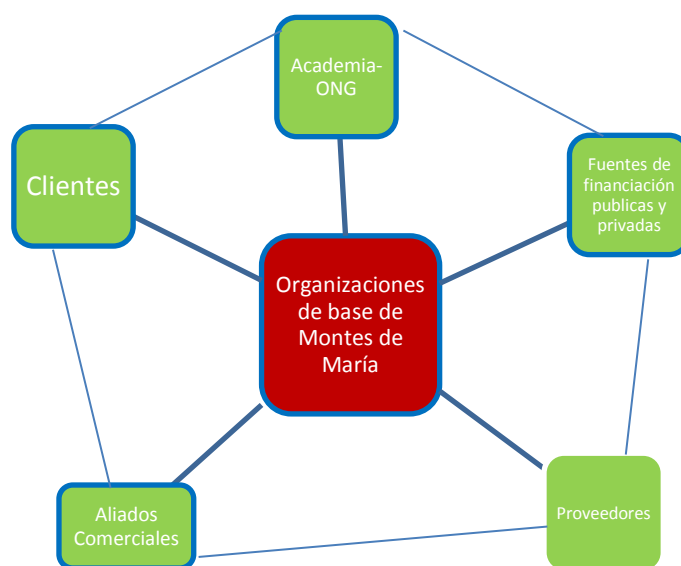 Academia-
ONG
Clientes
Fuentes de
financiación
publicas y
privadas
Organizaciones
de base de
Montes de
María
Aliados
Comerciales
Proveedores